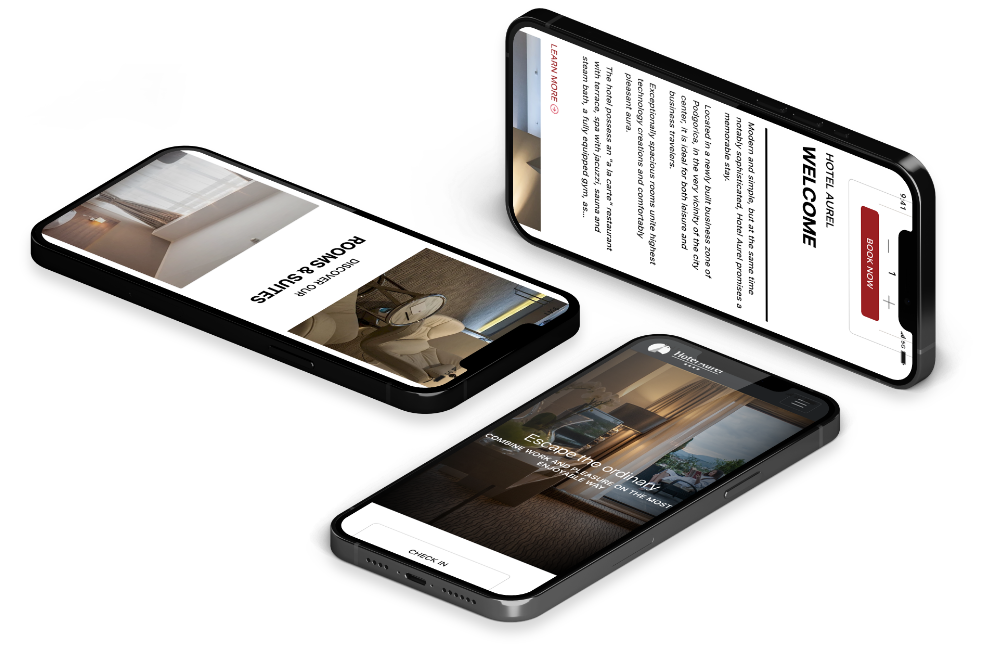 9:41
5G
1
BOOK NOW
HOTEL AUREL
WELCOME
Modern and simple, but at the same time
notably sophisticated, Hotel Aurel promises a
memorable stay.
Located in a newly built business zone of
Podgorica, in the very vicinity of the city
center, it is ideal for both leisure and
business travelers.
Exceptionally spacious rooms unite highest
technology creations and comfortably
pleasant aura.
The hotel possess an "a la carte" restaurant
with terrace, spa with jacuzzi, sauna and
steam bath, a fully equipped gym, as...
LEARN MORE
DISCOVER OUR
ROOMS & SUITES
Hotel Aurel
Escape the ordinary
COMBINE WORK AND PLEASURE ON THE MOST
ENJOYABLE WAY
CHECK IN